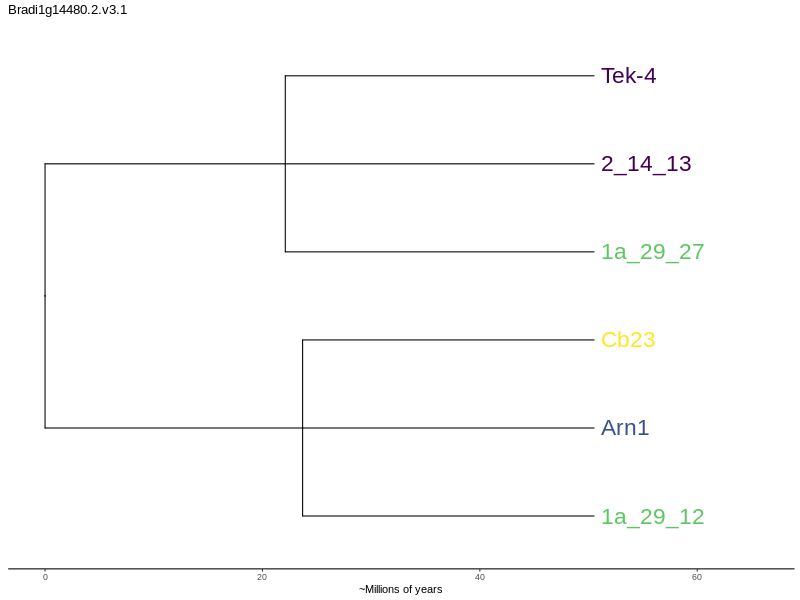 Bradi1g14480.2.v3.1
Tek-4
2_14_13
1a_29_27
Cb23
Arn1
1a_29_12
0 20 40 60
~Millions of years